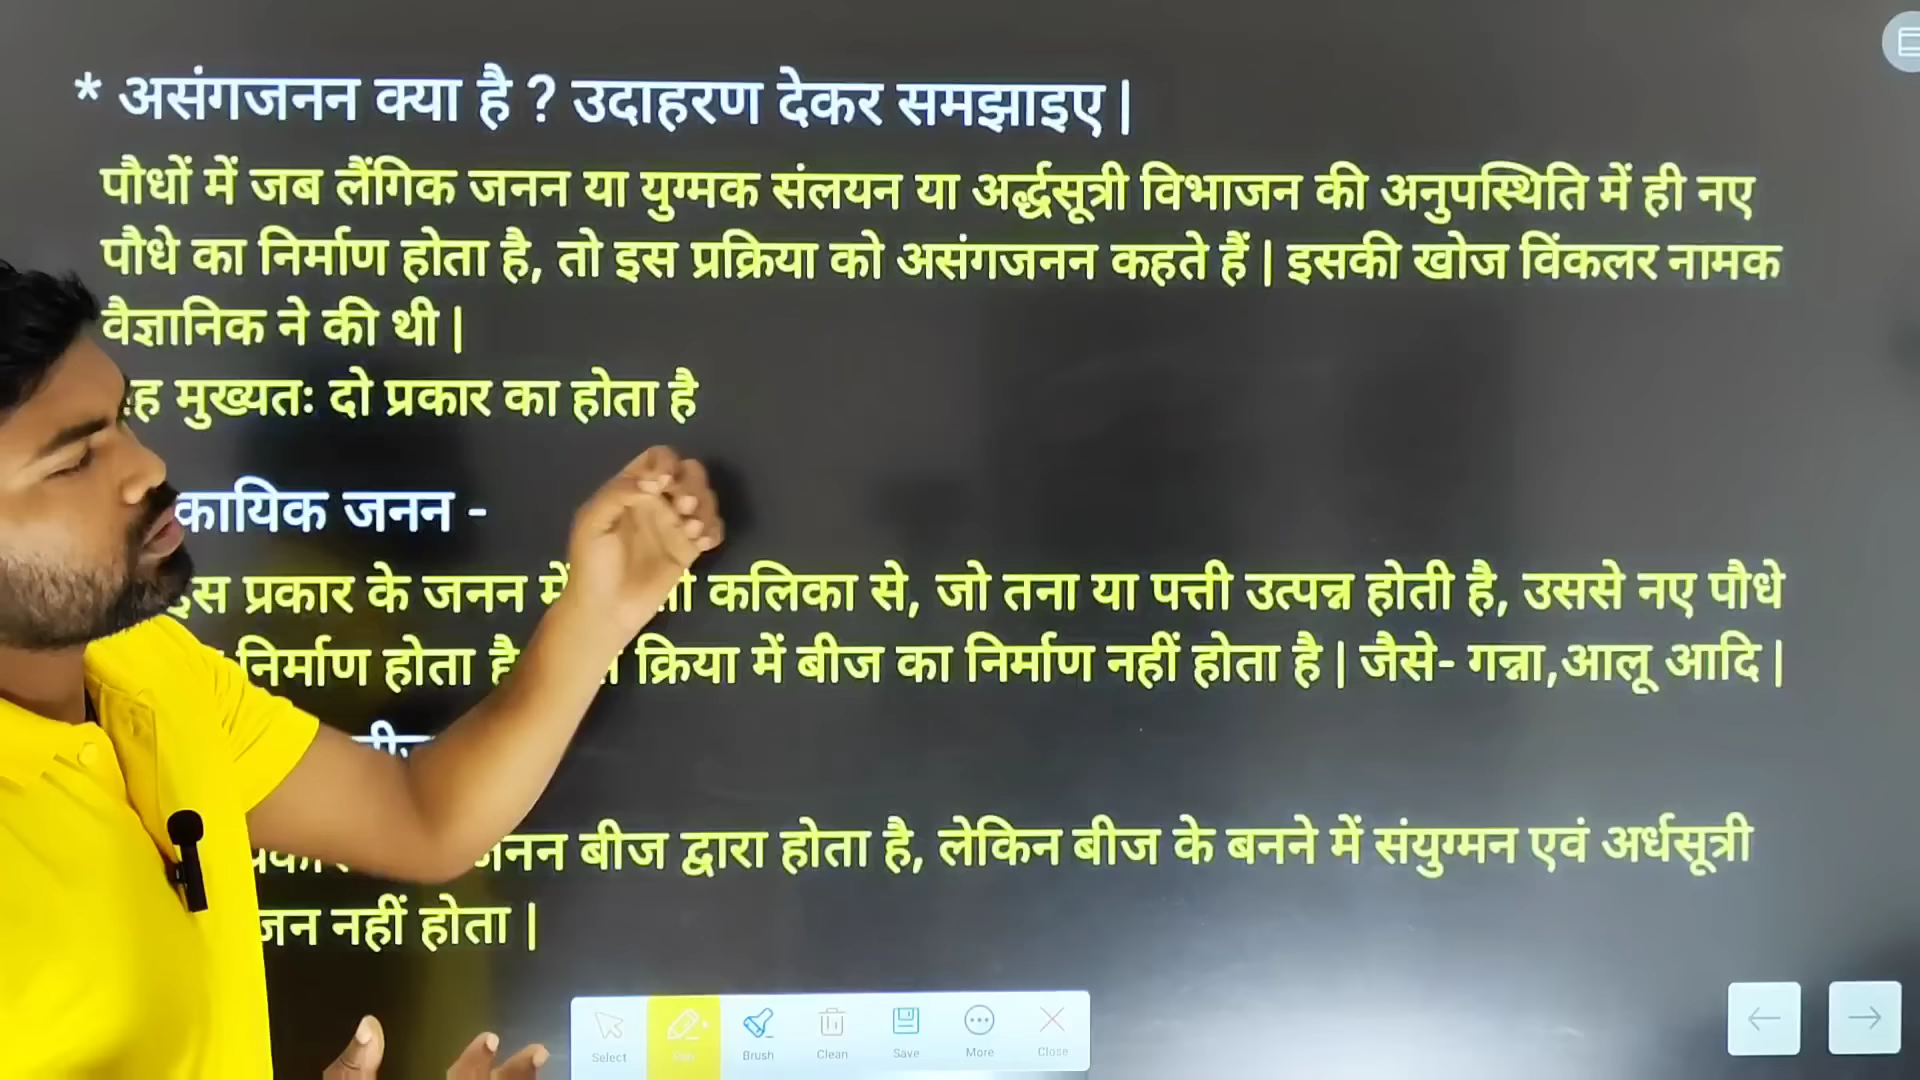 * असंगजनन क्या है ? उदाहरण देकर समझाइए |
पौधों में जब लैंगिक जनन या युग्मक संलयन या अर्द्धसूत्री विभाजन की अनुपस्थिति में ही नए
पौधे का निर्माण होता है, तो इस प्रक्रिया को असंगजनन कहते हैं | इसकी खोज विंकलर नामक
वैज्ञानिक ने की थी |
मुख्यतः दो प्रकार का होता है
कायिक जनन -
प्रकार के जनन में कलिका से, जो तना या पत्ती उत्पन्न होती है, उससे नए पौधे
निर्माण होता है क्रिया में बीज का निर्माण नहीं होता है | जैसे- गन्ना,आलू आदि |
बीज द्वारा होता है, लेकिन बीज के बनने में संयुग्मन एवं अर्धसूत्री
नहीं होता |
Select Brush Clean Save More Close